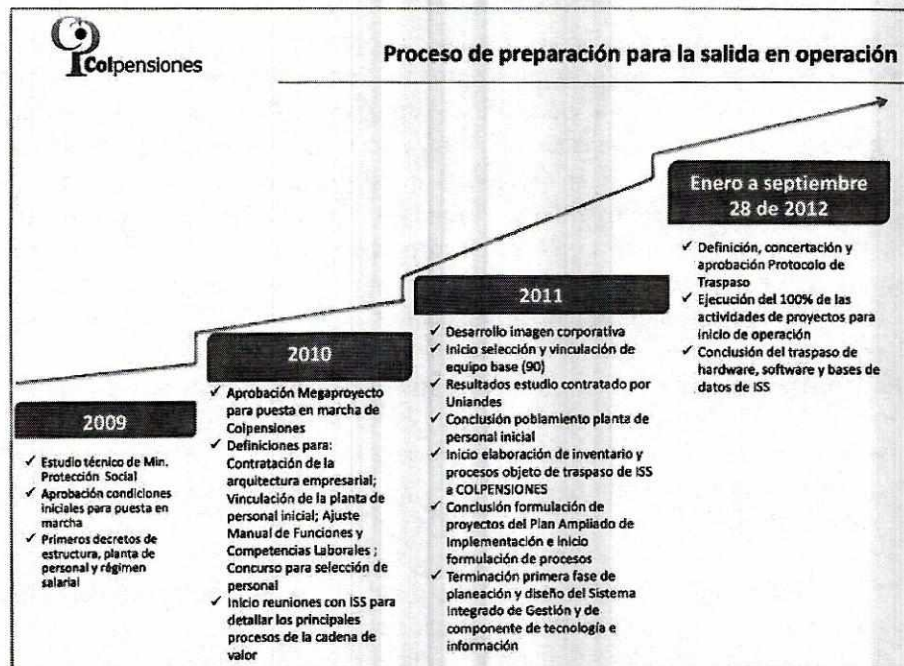 Colpensiones
Proceso de preparación para la salida en operación
2009
✓ Estudio técnico de Min.
Protección Social
✓ Aprobación condiciones
iniciales para puesta en
marcha
✓ Primeros decretos de
estructura, planta de
personal y régimen
salarial
2010
✓ Aprobación Megaproyecto
para puesta en marcha de
Colpensiones
✓ Definiciones para:
Contratación de la
arquitectura empresarial;
Vinculación de la planta de
personal inicial; Ajuste
Manual de Funciones y
Competencias Laborales ;
Concurso para selección de
personal
✓ Inicio reuniones con ISS para
detallar los principales
procesos de la cadena de
valor
2011
✓ Desarrollo imagen corporativa
✓ Inicio selección y vinculación de
equipo base (90)
✓ Resultados estudio contratado por
Uniandes
✓ Conclusión poblamiento planta de
personal inicial
✓ Inicio elaboración de inventario y
procesos objeto de traspaso de ISS
a COLPENSIONES
✓ Conclusión formulación de
proyectos del Plan Ampliado de
Implementación e inicio
formulación de procesos
✓ Terminación primera fase de
planeación y diseño del Sistema
Integrado de Gestión y de
componente de tecnología e
información
Enero a septiembre
28 de 2012
✓ Definición, concertación y
aprobación Protocolo de
Traspaso
✓ Ejecución del 100% de las
actividades de proyectos para
inicio de operación
✓ Conclusión del traspaso de
hardware, software y bases de
datos de ISS